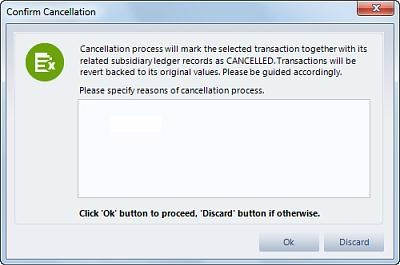 Confirm Cancellation
Cancellation process will mark the selected transaction together with its
related subsidiary ledger records as CANCELLED. Transactions will be
revert backed to its original values. Please be guided accordingly.
Please specify reasons of cancellation process.
Click 'Ok' button to proceed, 'Discard' button if otherwise.
Ok
Discard